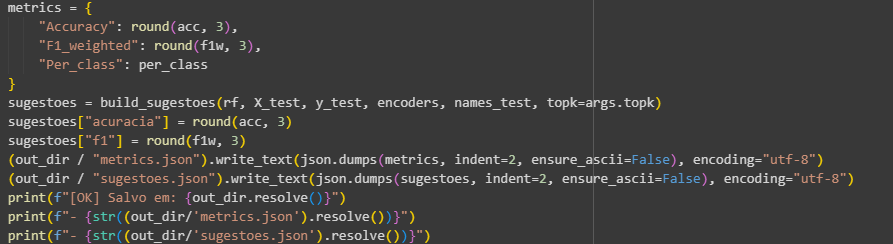 metrics = {
    "Accuracy": round(acc, 3),
    "F1_weighted": round(f1w, 3),
    "Per_class": per_class
}
sugestoes = build_sugestoes(rf, X_test, y_test, encoders, names_test, topk=args.topk)
sugestoes["acuracia"] = round(acc, 3)
sugestoes["f1"] = round(f1w, 3)
(out_dir / "metrics.json").write_text(json.dumps(metrics, indent=2, ensure_ascii=False), encoding="utf-8")
(out_dir / "sugestoes.json").write_text(json.dumps(sugestoes, indent=2, ensure_ascii=False), encoding="utf-8")
print(f"[OK] Salvo em: {out_dir.resolve()}")
print(f"- {str((out_dir/'metrics.json').resolve())}")
print(f"- {str((out_dir/'sugestoes.json').resolve())}")